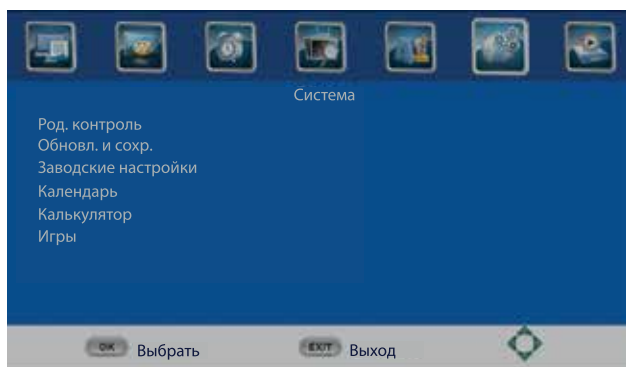 Система
Род. контроль
Обновл. и сохр.
Заводские настройки
Календарь
Калькулятор
Игры
OK Выбрать
EXIT Выход